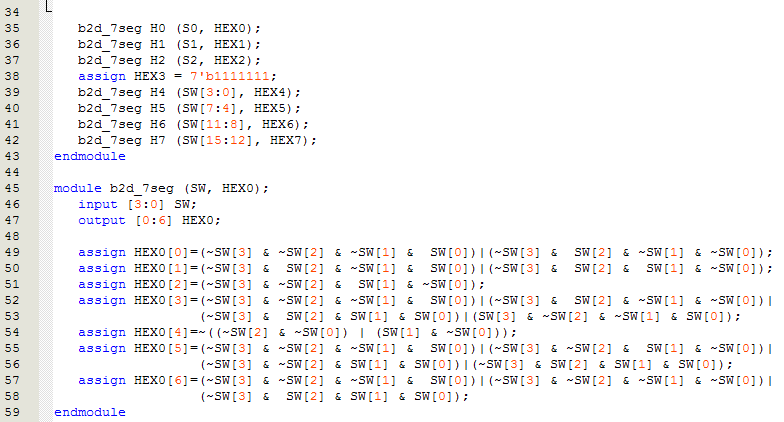 34
35 b2d_7seg H0 (S0, HEX0);
36 b2d_7seg H1 (S1, HEX1);
37 b2d_7seg H2 (S2, HEX2);
38 assign HEX3 = 7'b1111111;
39 b2d_7seg H4 (SW[3:0], HEX4);
40 b2d_7seg H5 (SW[7:4], HEX5);
41 b2d_7seg H6 (SW[11:8], HEX6);
42 b2d_7seg H7 (SW[15:12], HEX7);
43 endmodule
44
45 module b2d_7seg (SW, HEX0);
46 input [3:0] SW;
47 output [0:6] HEX0;
48
49 assign HEX0[0]=(~SW[3] & ~SW[2] & ~SW[1] &  SW[0])|(~SW[3] &  SW[2] & ~SW[1] & ~SW[0]);
50 assign HEX0[1]=(~SW[3] &  SW[2] & ~SW[1] &  SW[0])|(~SW[3] &  SW[2] &  SW[1] & ~SW[0]);
51 assign HEX0[2]=(~SW[3] & ~SW[2] &  SW[1] & ~SW[0]);
52 assign HEX0[3]=(~SW[3] & ~SW[2] & ~SW[1] &  SW[0])|(~SW[3] &  SW[2] & ~SW[1] & ~SW[0])|
53 (~SW[3] &  SW[2] & SW[1] & SW[0])|(SW[3] & ~SW[2] & ~SW[1] & SW[0]);
54 assign HEX0[4]=~((~SW[2] & ~SW[0]) | (SW[1] & ~SW[0]));
55 assign HEX0[5]=(~SW[3] & ~SW[2] & ~SW[1] &  SW[0])|(~SW[3] & ~SW[2] &  SW[1] & ~SW[0])|
56 (~SW[3] & ~SW[2] & SW[1] & SW[0])|(~SW[3] & SW[2] & SW[1] & SW[0]);
57 assign HEX0[6]=(~SW[3] & ~SW[2] & ~SW[1] &  SW[0])|(~SW[3] & ~SW[2] & ~SW[1] & ~SW[0])|
58 (~SW[3] &  SW[2] & SW[1] & SW[0]);
59 endmodule